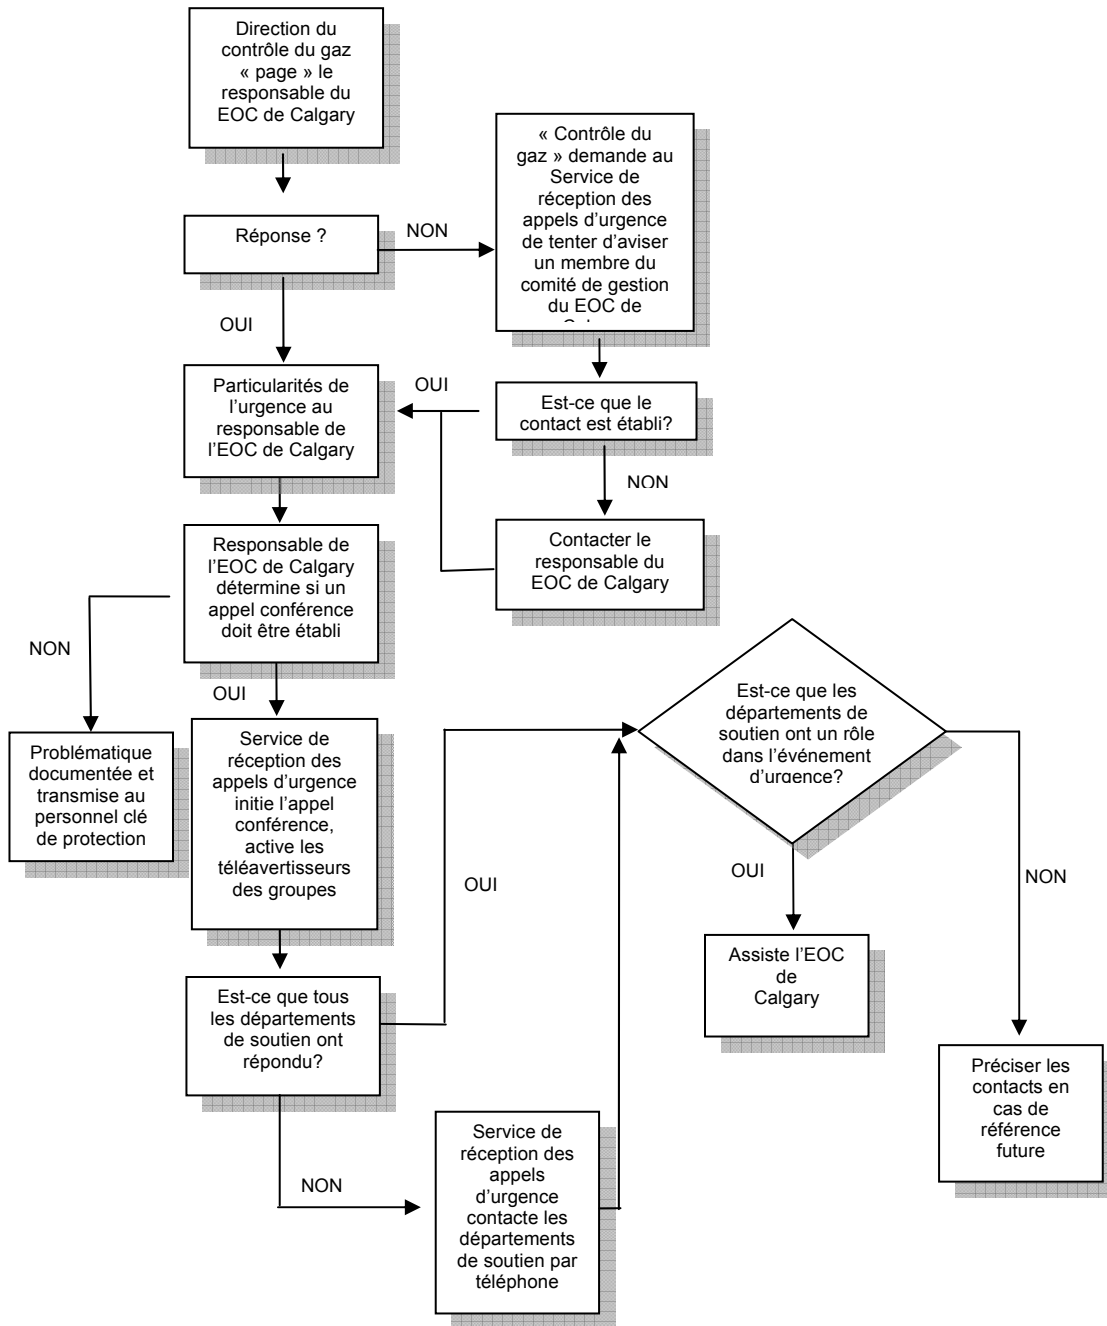 Direction du
contrôle du gaz
« page » le
responsable du
EOC de Calgary
« Contrôle du
gaz » demande au
Service de
réception des
appels d’urgence
de tenter d’aviser
un membre du
comité de gestion
du EOC de
Réponse ?
NON
OUI
Particularités de
l’urgence au
responsable de
l’EOC de Calgary
OUI
Est-ce que le
contact est établi?
NON
Responsable de
l’EOC de Calgary
détermine si un
appel conférence
doit être établi
Contacter le
responsable du
EOC de Calgary
NON
OUI
Problématique
documentée et
transmise au
personnel clé
de protection
Service de
réception des
appels d’urgence
initie l’appel
conférence,
active les
téléavertisseurs
des groupes
Est-ce que les
départements de
soutien ont un rôle
dans l’événement
d’urgence?
OUI
OUI
NON
Assiste l’EOC
de
Calgary
Est-ce que tous
les départements
de soutien ont
répondu?
Préciser les
contacts en
cas de
référence
future
NON
Service de
réception des
appels
d’urgence
contacte les
départements
de soutien par
téléphone